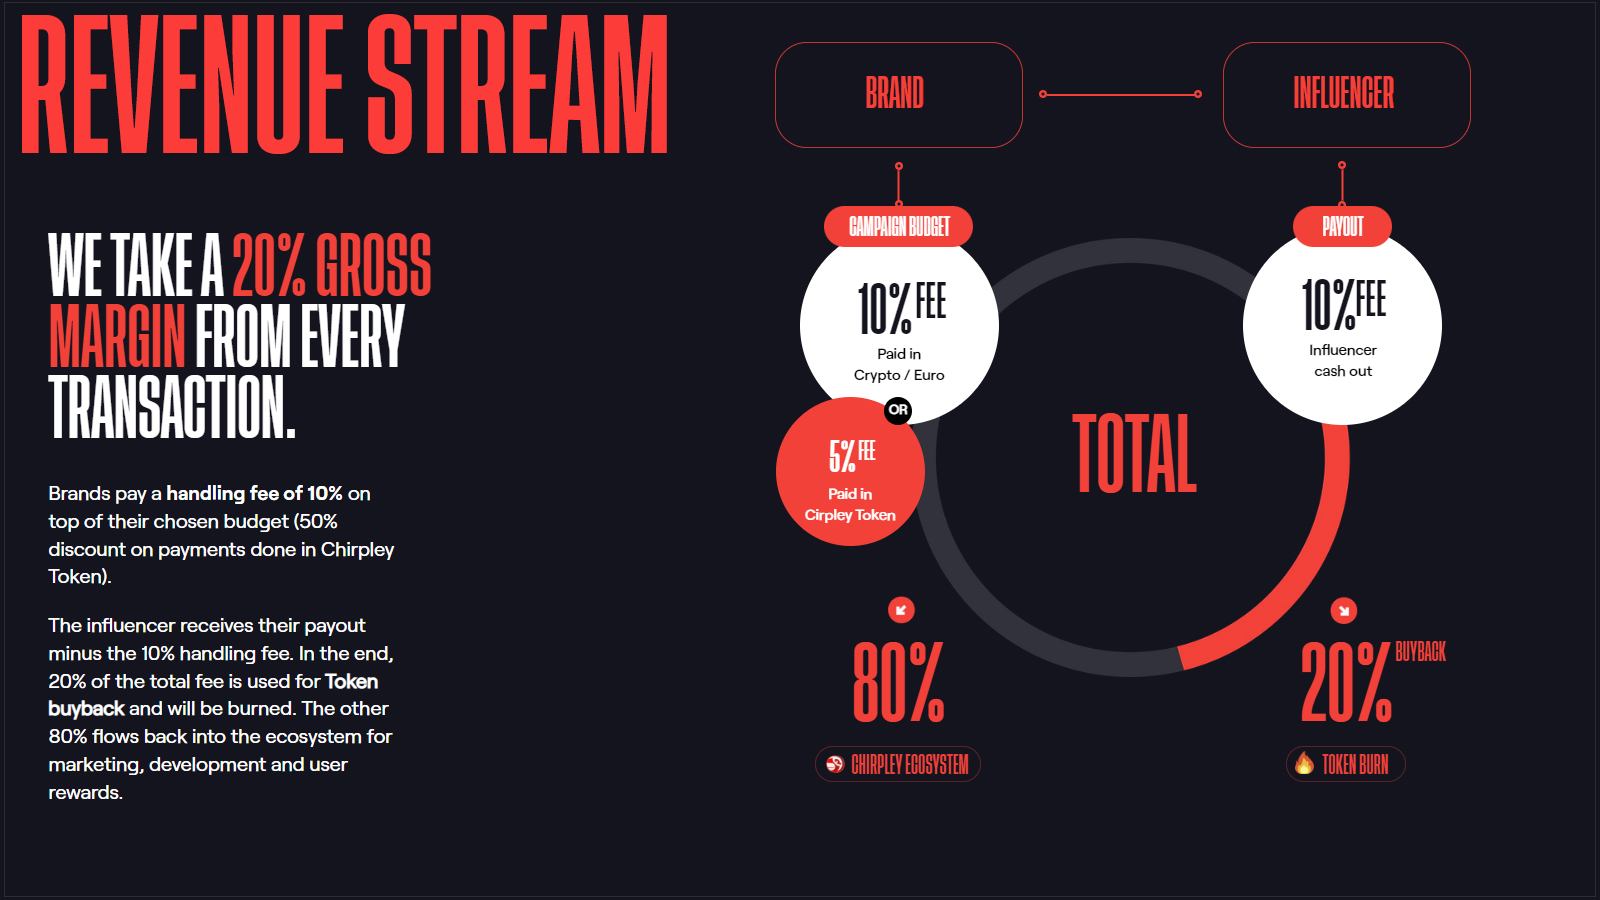 REVENUE STREAM
WE TAKE A 20% GROSS
MARGIN FROM EVERY
TRANSACTION.
Brands pay a handling fee of 10% on
top of their chosen budget (50%
discount on payments done in Chirpley
Token).
The influencer receives their payout
minus the 10% handling fee. In the end,
20% of the total fee is used for Token
buyback and will be burned. The other
80% flows back into the ecosystem for
marketing, development and user
rewards.
BRAND
INFLUENCER
CAMPAIGN BUDGET
10% FEE
Paid in
Crypto / Euro
OR
5% FEE
Paid in
Cirpley Token
PAYOUT
10% FEE
Influencer
cash out
TOTAL
80%
CHIRPLEY ECOSYSTEM
20% BUYBACK
TOKEN BURN